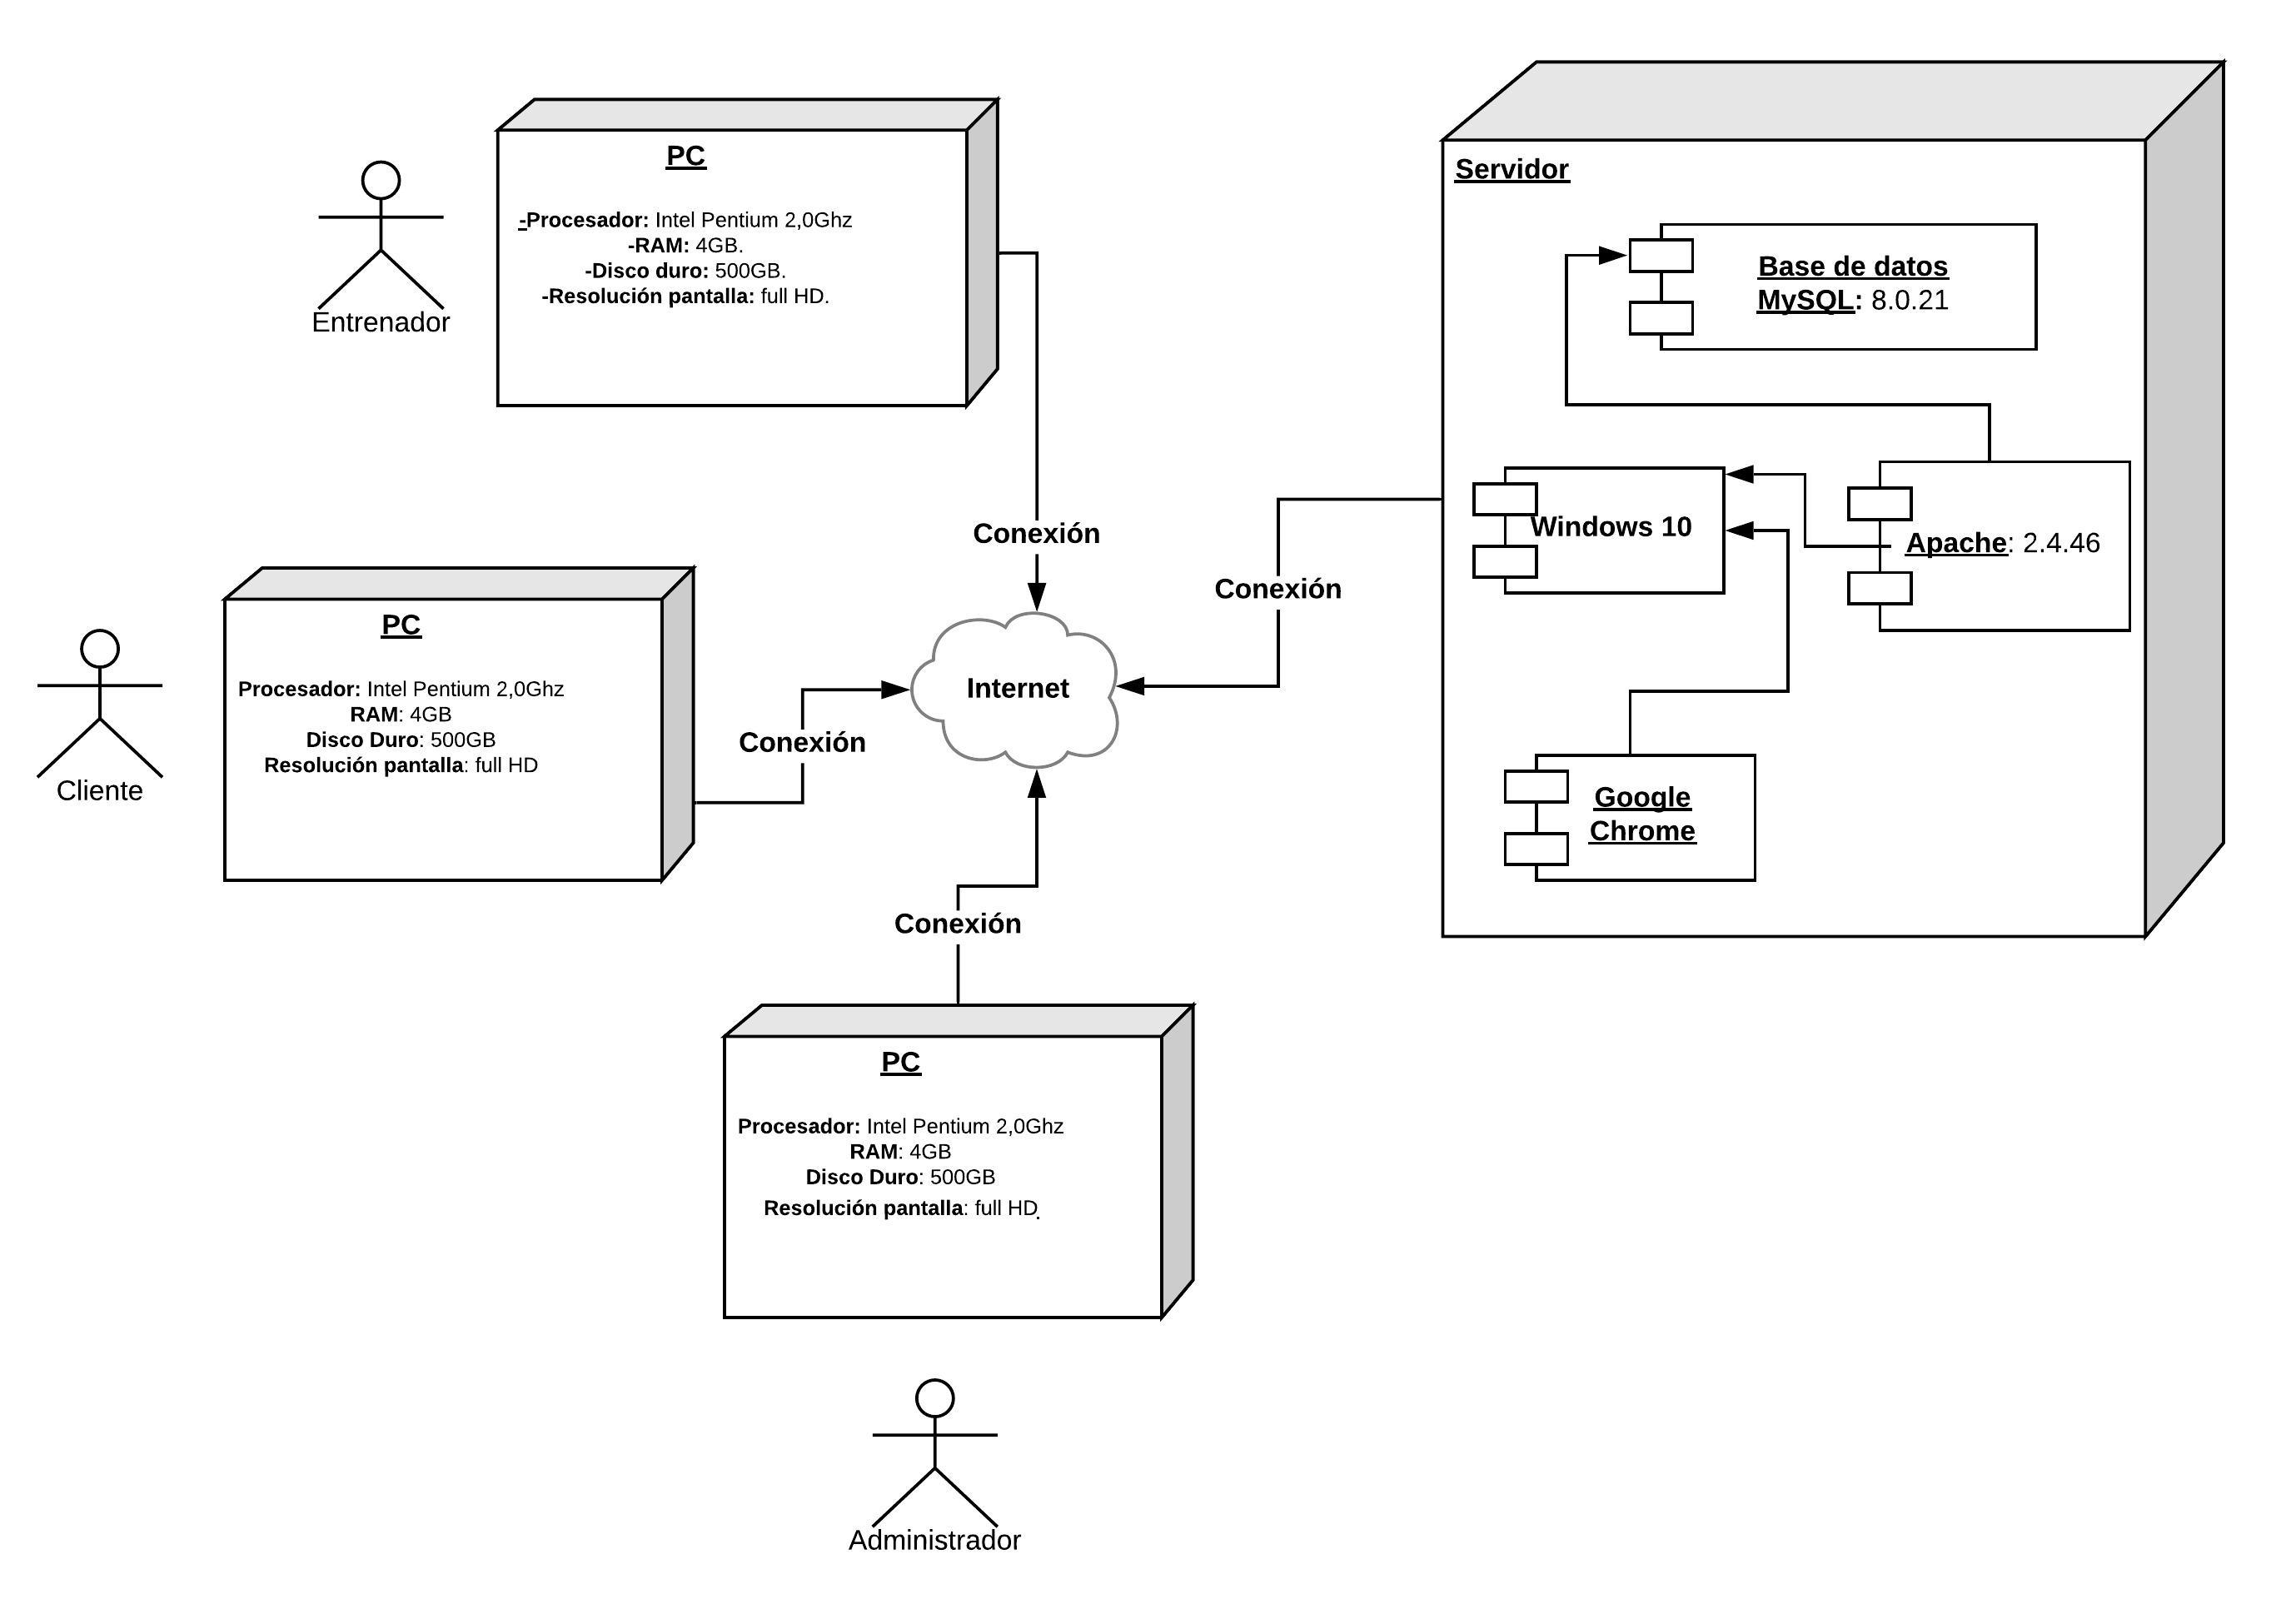 PC
-Procesador: Intel Pentium 2,0Ghz
-RAM: 4GB.
-Disco duro: 500GB.
-Resolución pantalla: full HD.
Entrenador
Servidor
Base de datos
MySQL: 8.0.21
Windows 10
Apache: 2.4.46
Google
Chrome
Conexión
Conexión
Internet
PC
Procesador: Intel Pentium 2,0Ghz
RAM: 4GB
Disco Duro: 500GB
Resolución pantalla: full HD
Cliente
Conexión
Conexión
PC
Procesador: Intel Pentium 2,0Ghz
RAM: 4GB
Disco Duro: 500GB
Resolución pantalla: full HD.
Administrador